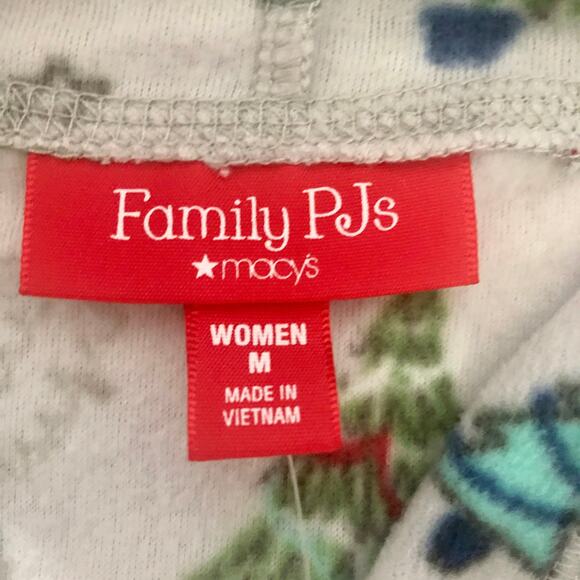 Family PJs
★macy's
WOMEN
M
MADE IN
VIETNAM